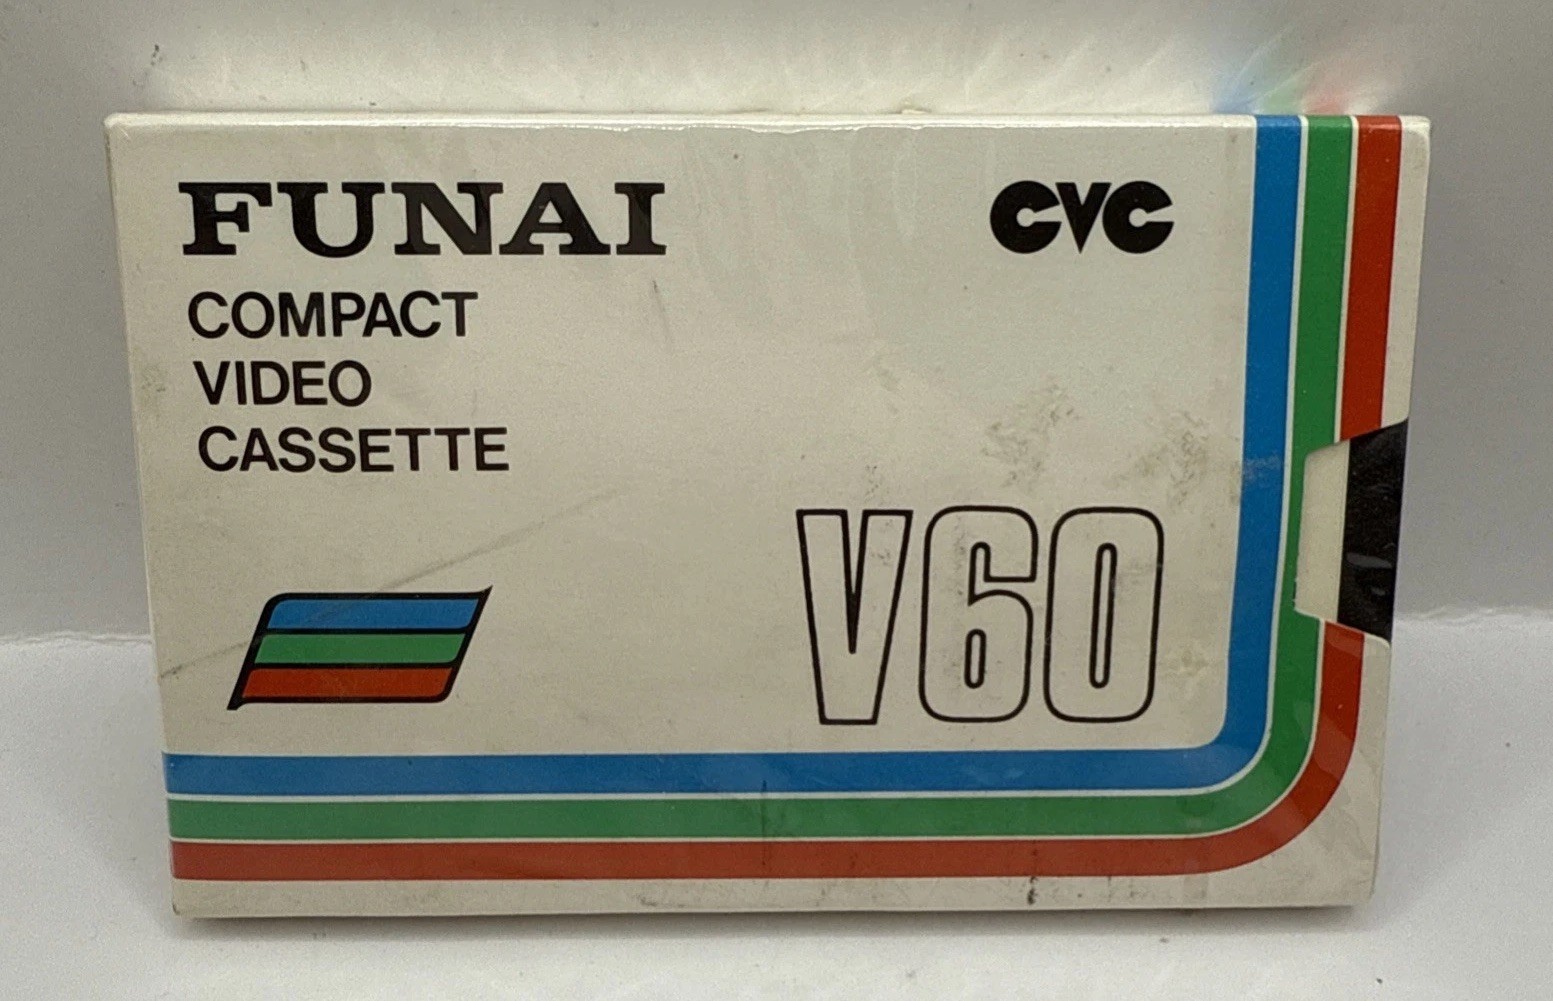 FUNAI
CVC
COMPACT
VIDEO
CASSETTE
V60